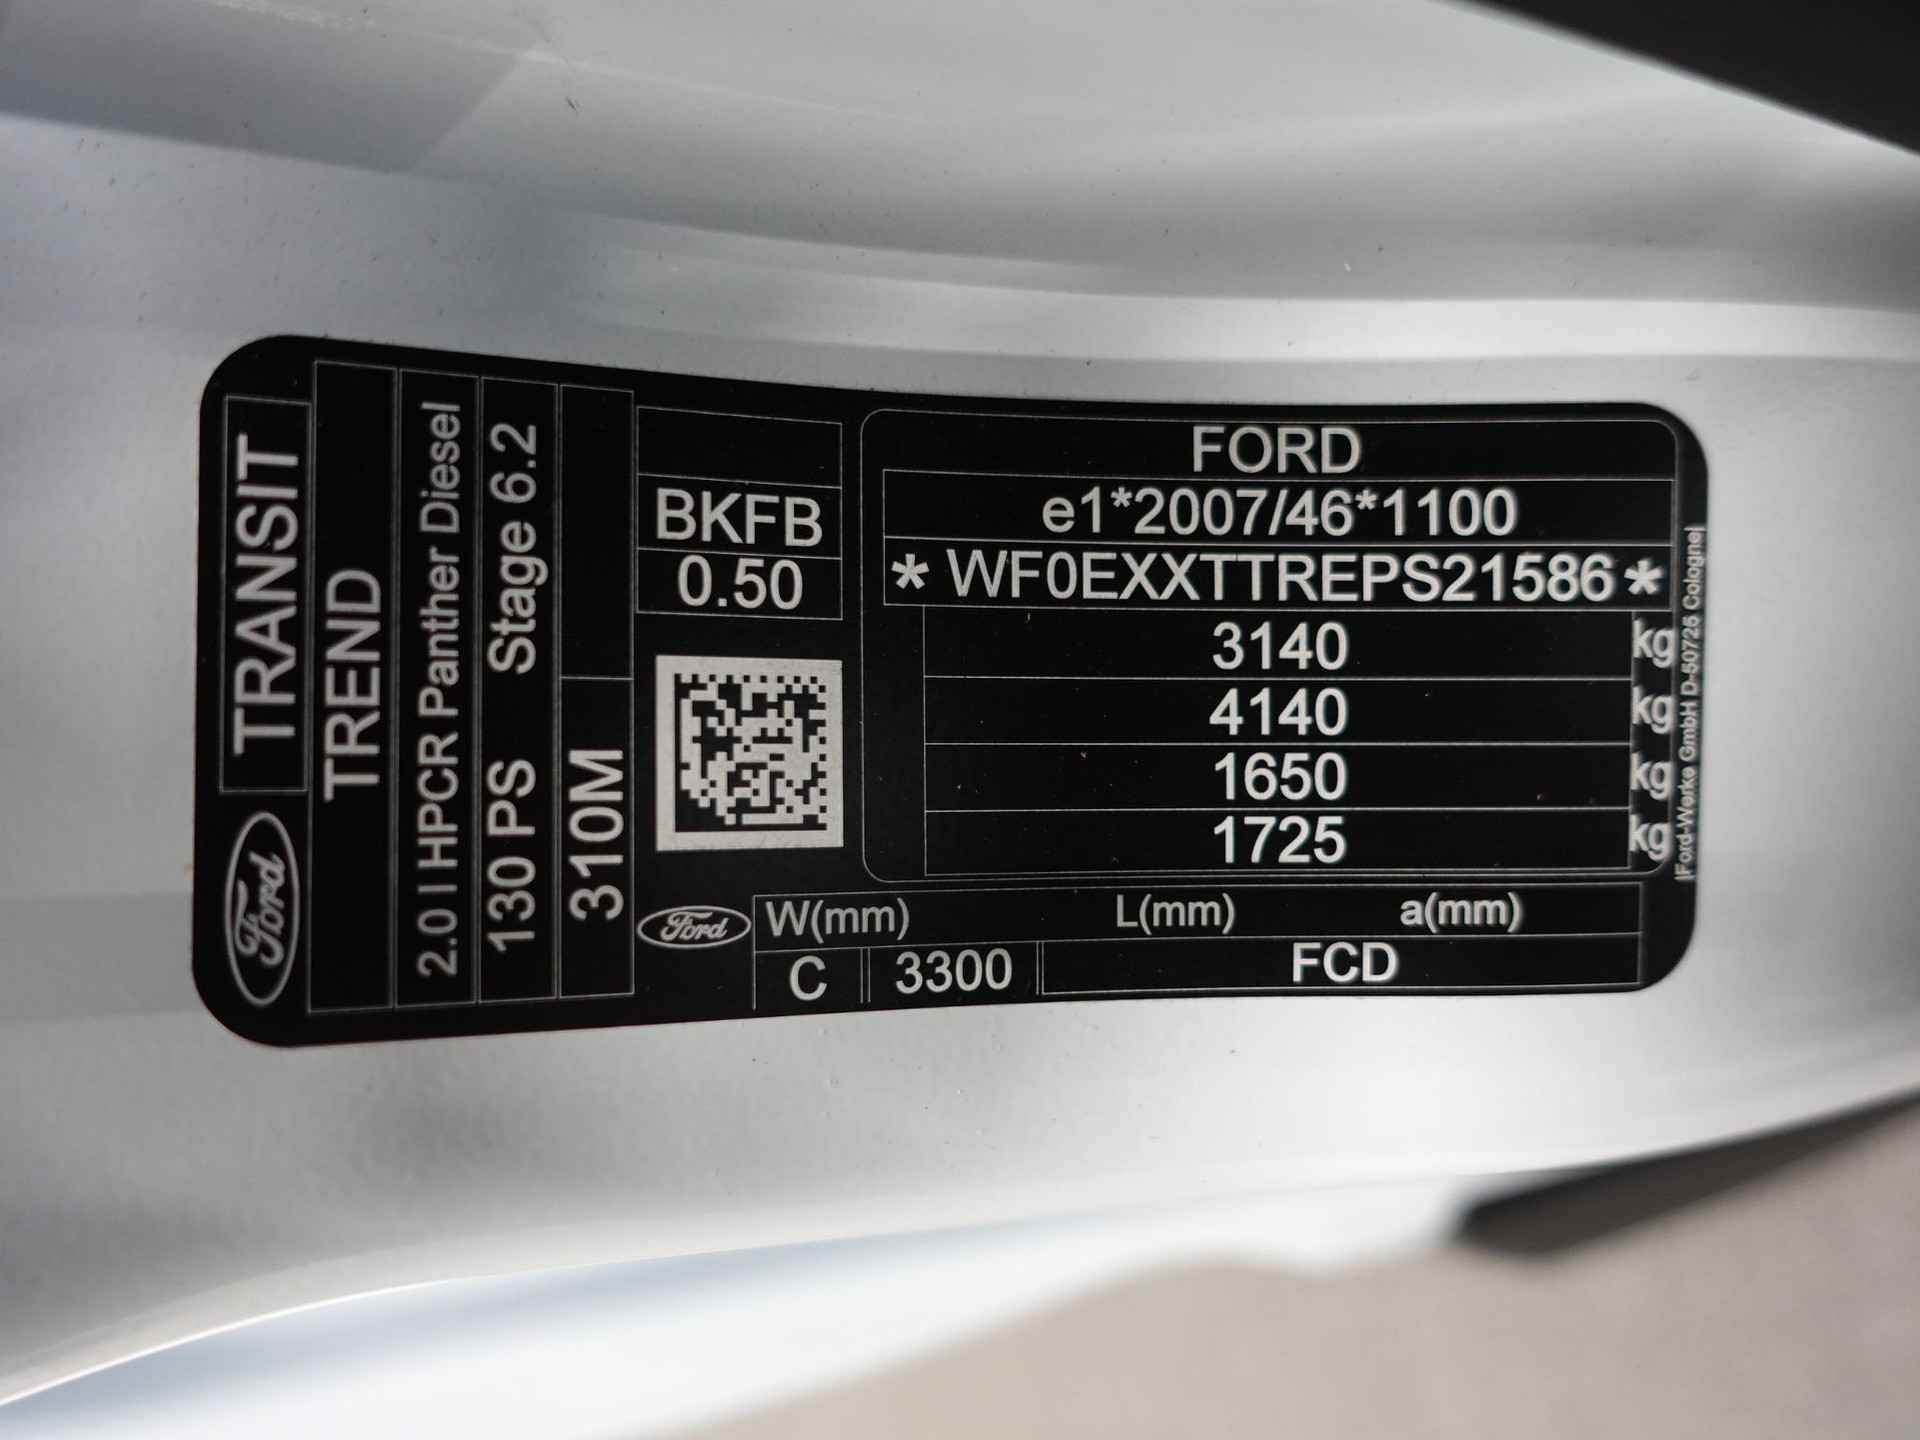 TRANSIT
TREND
2.0 l HPCR Panther Diesel
130 PS Stage 6.2
310M
Ford
BKFB
0.50
FORD
e1*2007/46*1100
* WF0EXXTTREPS21586 *
3140 kg
4140 kg
1650 kg
1725 kg
|Ford-Werke GmbH D-50725 Cologne|
Ford
W(mm) L(mm) a(mm)
C 3300 FCD